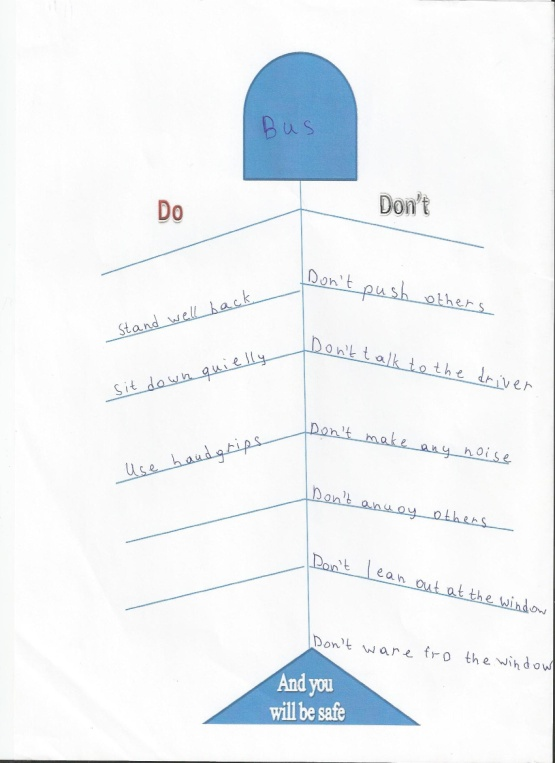 Bus
Do
Don't
Stand well back
Sit down quielly
Use handgrips
Don't push others
Don't talk to the driver
Don't make any noise
Don't anuoy others
Don't lean out at the window
Don't ware fro the window
And you
will be safe